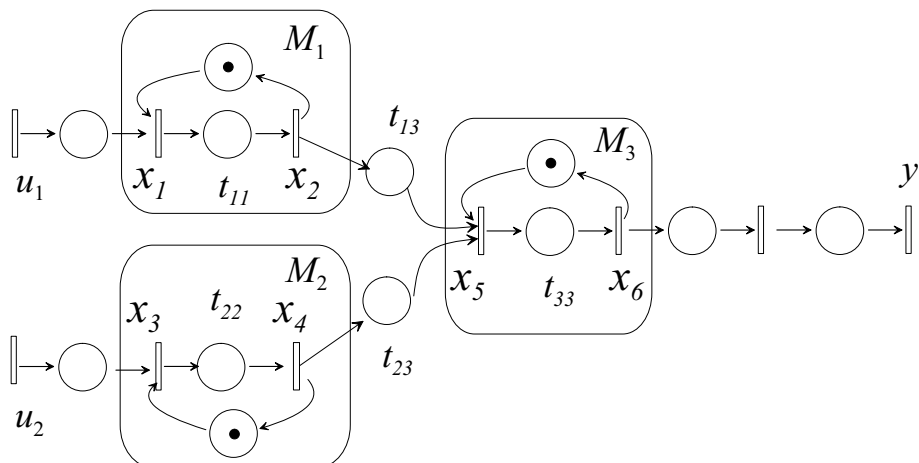 M₁
u₁
x₁
t₁₁
x₂
t₁₃
M₃
x₅
t₃₃
x₆
y
M₂
x₃
t₂₂
x₄
t₂₃
u₂